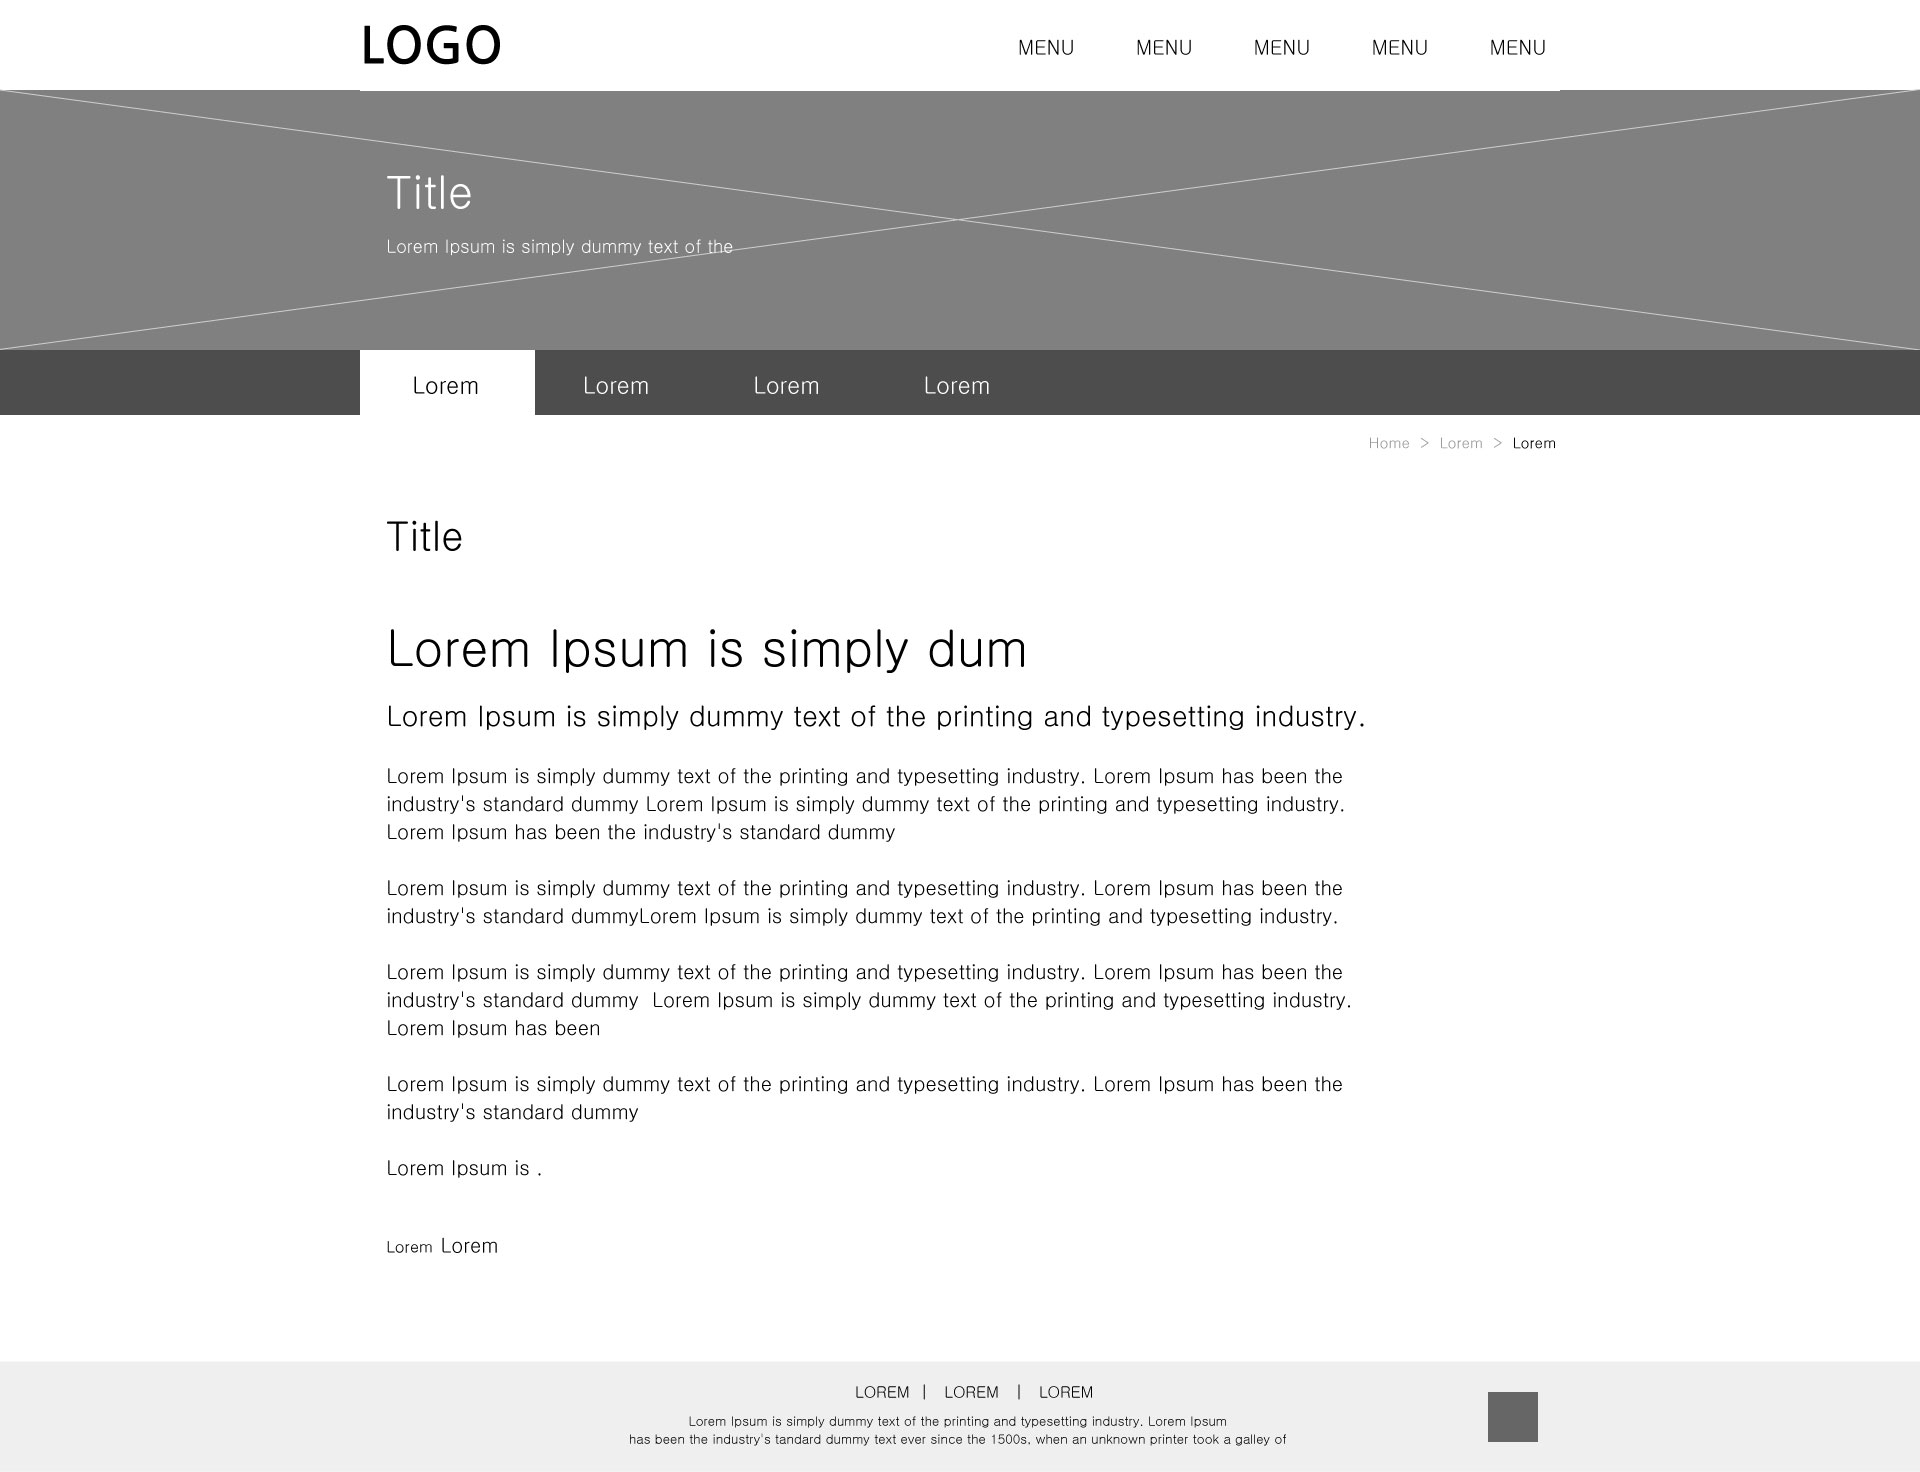 LOGO
MENU MENU MENU MENU MENU
Title
Lorem Ipsum is simply dummy text of the
Lorem Lorem Lorem Lorem
Home > Lorem > Lorem
Title
Lorem Ipsum is simply dum
Lorem Ipsum is simply dummy text of the printing and typesetting industry.
Lorem Ipsum is simply dummy text of the printing and typesetting industry. Lorem Ipsum has been the
industry's standard dummy Lorem Ipsum is simply dummy text of the printing and typesetting industry.
Lorem Ipsum has been the industry's standard dummy
Lorem Ipsum is simply dummy text of the printing and typesetting industry. Lorem Ipsum has been the
industry's standard dummyLorem Ipsum is simply dummy text of the printing and typesetting industry.
Lorem Ipsum is simply dummy text of the printing and typesetting industry. Lorem Ipsum has been the
industry's standard dummy  Lorem Ipsum is simply dummy text of the printing and typesetting industry.
Lorem Ipsum has been
Lorem Ipsum is simply dummy text of the printing and typesetting industry. Lorem Ipsum has been the
industry's standard dummy
Lorem Ipsum is .
Lorem Lorem
LOREM | LOREM | LOREM
Lorem Ipsum is simply dummy text of the printing and typesetting industry. Lorem Ipsum
has been the industry's tandard dummy text ever since the 1500s, when an unknown printer took a galley of